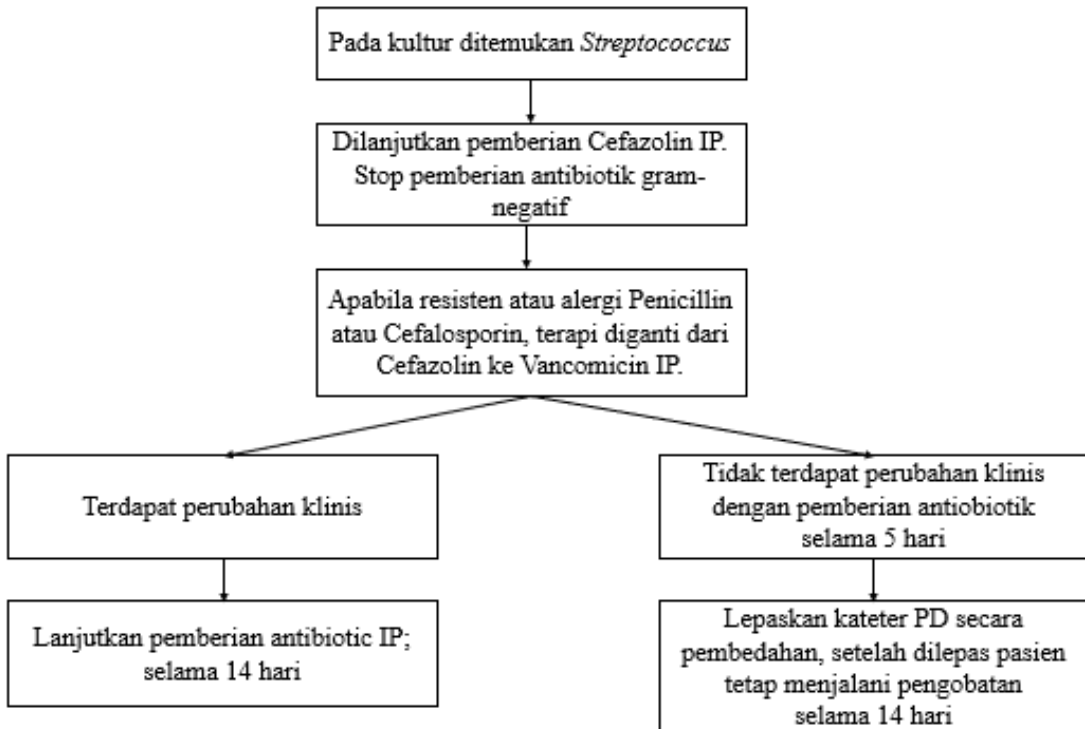 Pada kultur ditemukan Streptococcus
Dilanjutkan pemberian Cefazolin IP.
Stop pemberian antibiotik gram-
negatif
Apabila resisten atau alergi Penicillin
atau Cefalosporin, terapi diganti dari
Cefazolin ke Vancomicin IP.
Terdapat perubahan klinis
Lanjutkan pemberian antibiotic IP;
selama 14 hari
Tidak terdapat perubahan klinis
dengan pemberian antiobiotik
selama 5 hari
Lepaskan kateter PD secara
pembedahan, setelah dilepas pasien
tetap menjalani pengobatan
selama 14 hari